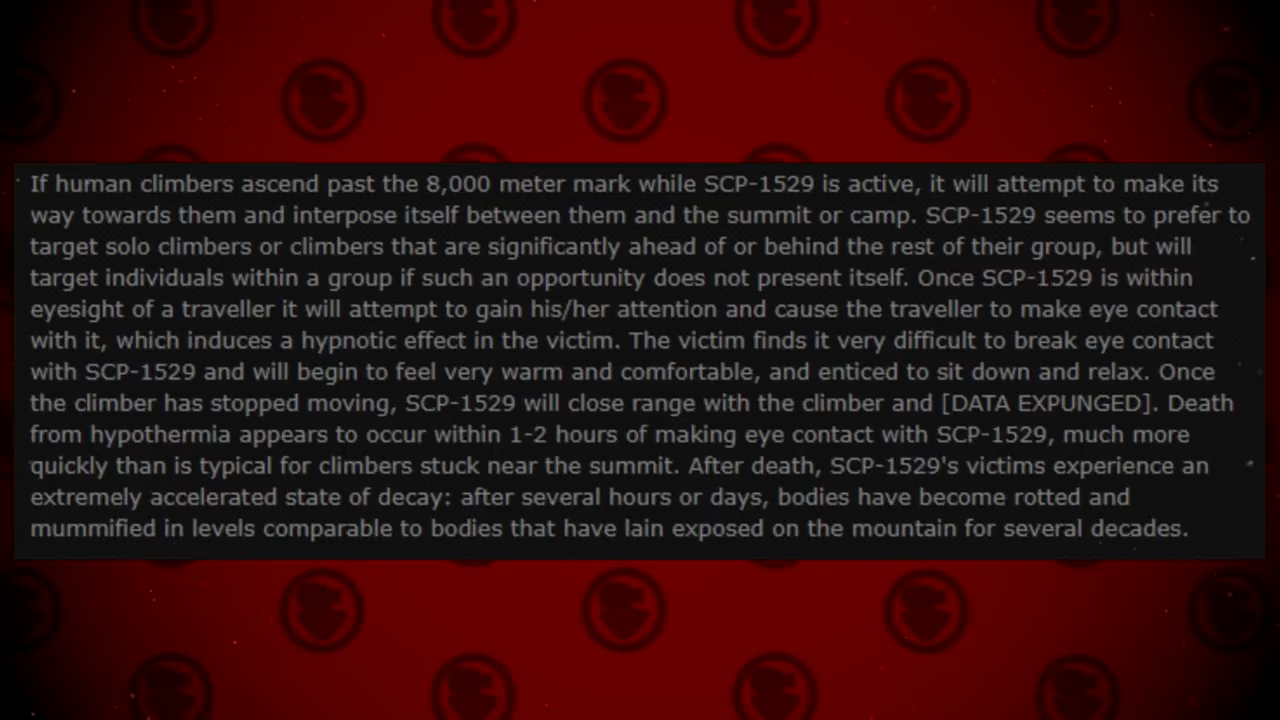 If human climbers ascend past the 8,000 meter mark while SCP-1529 is active, it will attempt to make its
way towards them and interpose itself between them and the summit or camp. SCP-1529 seems to prefer to
target solo climbers or climbers that are significantly ahead of or behind the rest of their group, but will
target individuals within a group if such an opportunity does not present itself. Once SCP-1529 is within
eyesight of a traveller it will attempt to gain his/her attention and cause the traveller to make eye contact
with it, which induces a hypnotic effect in the victim. The victim finds it very difficult to break eye contact
with SCP-1529 and will begin to feel very warm and comfortable, and enticed to sit down and relax. Once
the climber has stopped moving, SCP-1529 will close range with the climber and [DATA EXPUNGED]. Death
from hypothermia appears to occur within 1-2 hours of making eye contact with SCP-1529, much more
quickly than is typical for climbers stuck near the summit. After death, SCP-1529's victims experience an
extremely accelerated state of decay: after several hours or days, bodies have become rotted and
mummified in levels comparable to bodies that have lain exposed on the mountain for several decades.